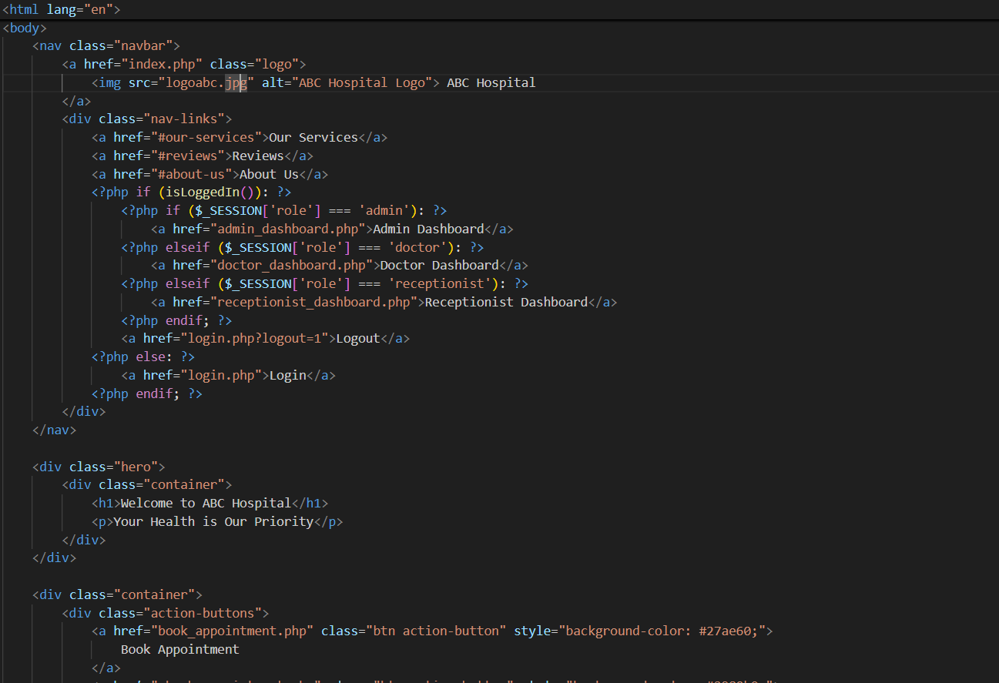 <html lang="en">
<body>
<nav class="navbar">
<a href="index.php" class="logo">
<img src="logoabc.jpg" alt="ABC Hospital Logo"> ABC Hospital
</a>
<div class="nav-links">
<a href="#our-services">Our Services</a>
<a href="#reviews">Reviews</a>
<a href="#about-us">About Us</a>
<?php if (isLoggedIn()): ?>
<?php if ($_SESSION['role'] === 'admin'): ?>
<a href="admin_dashboard.php">Admin Dashboard</a>
<?php elseif ($_SESSION['role'] === 'doctor'): ?>
<a href="doctor_dashboard.php">Doctor Dashboard</a>
<?php elseif ($_SESSION['role'] === 'receptionist'): ?>
<a href="receptionist_dashboard.php">Receptionist Dashboard</a>
<?php endif; ?>
<a href="login.php?logout=1">Logout</a>
<?php else: ?>
<a href="login.php">Login</a>
<?php endif; ?>
</div>
</nav>
<div class="hero">
<div class="container">
<h1>Welcome to ABC Hospital</h1>
<p>Your Health is Our Priority</p>
</div>
</div>
<div class="container">
<div class="action-buttons">
<a href="book_appointment.php" class="btn action-button" style="background-color: #27ae60;">
Book Appointment
</a>